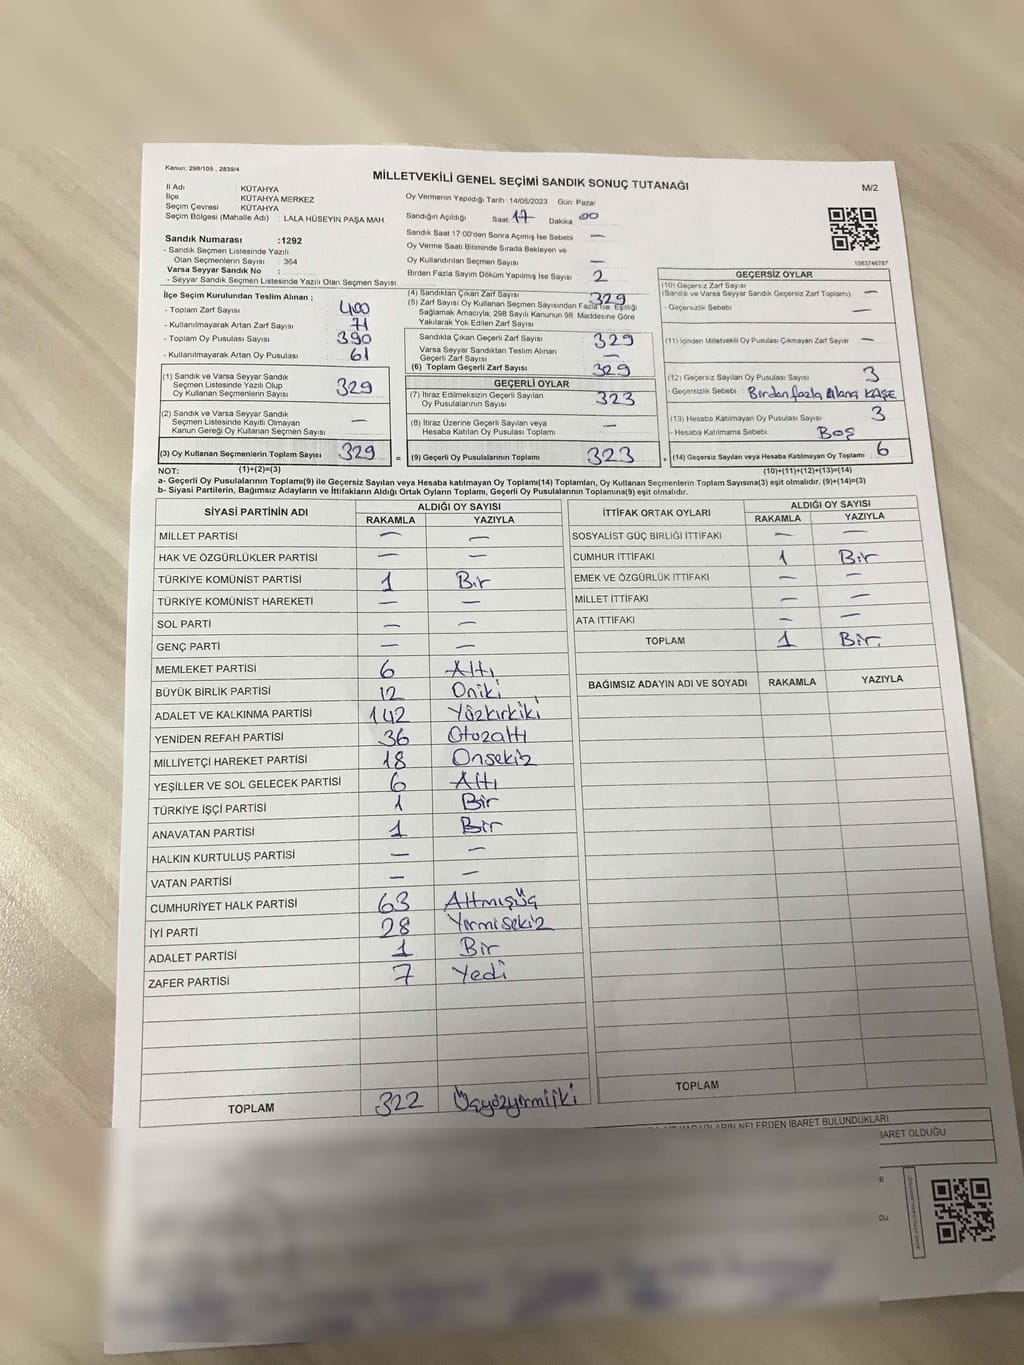 Kanun: 298/105 , 2839/4
MİLLETVEKİLİ GENEL SEÇİMİ SANDIK SONUÇ TUTANAĞI
M/2
İl Adı : KÜTAHYA
İlçe : KÜTAHYA MERKEZ
Seçim Çevresi : KÜTAHYA
Seçim Bölgesi (Mahalle Adı) : LALA HÜSEYİN PAŞA MAH.
Sandık Numarası :1292
- Sandık Seçmen Listesinde Yazılı
Olan Seçmenlerin Sayısı : 364
Varsa Seyyar Sandık No :
- Seyyar Sandık Seçmen Listesinde Yazılı Olan Seçmen Sayısı:
Oy Vermenin Yapıldığı Tarih :14/05/2023 Gün: Pazar
Sandığın Açıldığı Saat 17 Dakika 00
Sandık Saat 17:00'den Sonra Açılmış İse Sebebi —
Oy Verme Saati Bitiminde Sırada Bekleyen ve
Oy Kullandırılan Seçmen Sayısı —
Birden Fazla Sayım Döküm Yapılmış İse Sayısı 2
1083746797
İlçe Seçim Kurulundan Teslim Alınan ;
- Toplam Zarf Sayısı 400
- Kullanılmayarak Artan Zarf Sayısı 71
- Toplam Oy Pusulası Sayısı 390
- Kullanılmayarak Artan Oy Pusulası 61
(1) Sandık ve Varsa Seyyar Sandık
Seçmen Listesinde Yazılı Olup
Oy Kullanan Seçmenlerin Sayısı 329
(2) Sandık ve Varsa Seyyar Sandık
Seçmen Listesinde Kayıtlı Olmayan
Kanun Gereği Oy Kullanan Seçmen Sayısı —
(3) Oy Kullanan Seçmenlerin Toplam Sayısı 329 =
(4) Sandıktan Çıkan Zarf Sayısı 329
(5) Zarf Sayısı Oy Kullanan Seçmen Sayısından Fazla İse, Eşitliği
Sağlamak Amacıyla, 298 Sayılı Kanunun 98. Maddesine Göre
Yakılarak Yok Edilen Zarf Sayısı
Sandıkta Çıkan Geçerli Zarf Sayısı 329
Varsa Seyyar Sandıktan Teslim Alınan
Geçerli Zarf Sayısı —
(6) Toplam Geçerli Zarf Sayısı 329
GEÇERLİ OYLAR
(7) İtiraz Edilmeksizin Geçerli Sayılan
Oy Pusulalarının Sayısı 323
(8) İtiraz Üzerine Geçerli Sayılan veya
Hesaba Katılan Oy Pusulası Toplamı —
(9) Geçerli Oy Pusulalarının Toplamı 323 +
GEÇERSİZ OYLAR
(10) Geçersiz Zarf Sayısı
(Sandık ve Varsa Seyyar Sandık Geçersiz Zarf Toplamı) —
- Geçersizlik Sebebi —
(11) İçinden Milletvekili Oy Pusulası Çıkmayan Zarf Sayısı —
(12) Geçersiz Sayılan Oy Pusulası Sayısı 3
- Geçersizlik Sebebi Birden fazla Alana KAŞE
(13) Hesaba Katılmayan Oy Pusulası Sayısı 3
- Hesaba Katılmama Sebebi Boş
(14) Geçersiz Sayılan veya Hesaba Katılmayan Oy Toplamı 6
NOT: (1)+(2)=(3) (10)+(11)+(12)+(13)=(14)
a- Geçerli Oy Pusulalarının Toplamı(9) ile Geçersiz Sayılan veya Hesaba katılmayan Oy Toplamı(14) Toplamları, Oy Kullanan Seçmenlerin Toplam Sayısına(3) eşit olmalıdır. (9)+(14)=(3)
b- Siyasi Partilerin, Bağımsız Adayların ve İttifakların Aldığı Ortak Oyların Toplamı, Geçerli Oy Pusulalarının Toplamına(9) eşit olmalıdır.
SİYASİ PARTİNİN ADI ALDIĞI OY SAYISI
RAKAMLA YAZIYLA
MİLLET PARTİSİ — —
HAK VE ÖZGÜRLÜKLER PARTİSİ — —
TÜRKİYE KOMÜNİST PARTİSİ 1 Bir
TÜRKİYE KOMÜNİST HAREKETİ — —
SOL PARTİ — —
GENÇ PARTİ — —
MEMLEKET PARTİSİ 6 Altı
BÜYÜK BİRLİK PARTİSİ 12 Oniki
ADALET VE KALKINMA PARTİSİ 142 Yüzkırkiki
YENİDEN REFAH PARTİSİ 36 Otuzaltı
MİLLİYETÇİ HAREKET PARTİSİ 18 Onsekiz
YEŞİLLER VE SOL GELECEK PARTİSİ 6 Altı
TÜRKİYE İŞÇİ PARTİSİ 1 Bir
ANAVATAN PARTİSİ 1 Bir
HALKIN KURTULUŞ PARTİSİ — —
VATAN PARTİSİ — —
CUMHURİYET HALK PARTİSİ 63 Altmışüç
İYİ PARTİ 28 Yirmisekiz
ADALET PARTİSİ 1 Bir
ZAFER PARTİSİ 7 Yedi
TOPLAM 322 Üçyüzyirmiiki
İTTİFAK ORTAK OYLARI ALDIĞI OY SAYISI
RAKAMLA YAZIYLA
SOSYALİST GÜÇ BİRLİĞİ İTTİFAKI — —
CUMHUR İTTİFAKI 1 Bir
EMEK VE ÖZGÜRLÜK İTTİFAKI — —
MİLLET İTTİFAKI — —
ATA İTTİFAKI — —
TOPLAM 1 Bir.
BAĞIMSIZ ADAYIN ADI VE SOYADI RAKAMLA YAZIYLA
TOPLAM
NELERDEN İBARET BULUNDUKLARI
BARET OLDUĞU